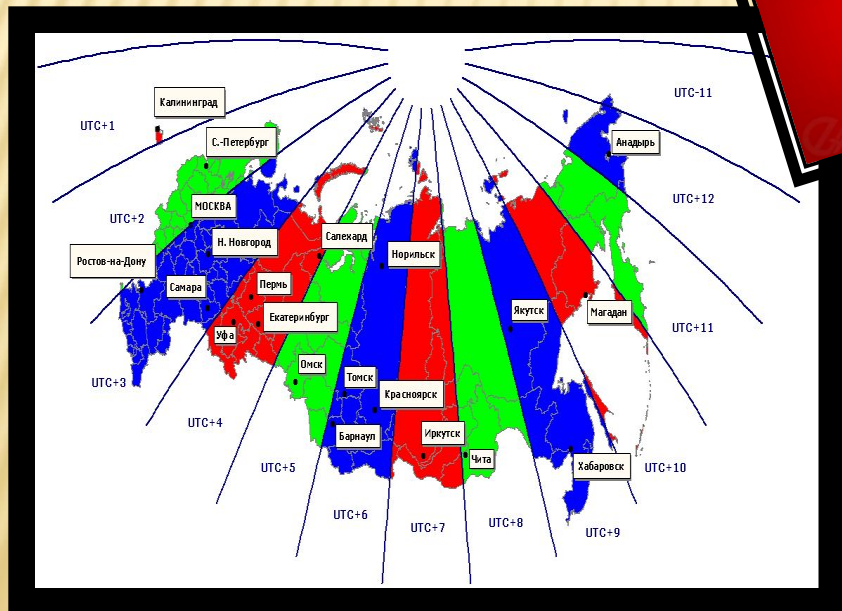 UTC-11
Калининград
UTC+1
С.-Петербург
Анадырь
UTC+12
МОСКВА
UTC+2
Н. Новгород
Салехард
Норильск
Ростов-на-Дону
Самара
Пермь
Екатеринбург
Якутск
Магадан
UTC+11
Уфа
Омск
Томск
UTC+3
Красноярск
UTC+4
Барнаул
Иркутск
Чита
Хабаровск
UTC+5
UTC+10
UTC+6
UTC+7
UTC+8
UTC+9